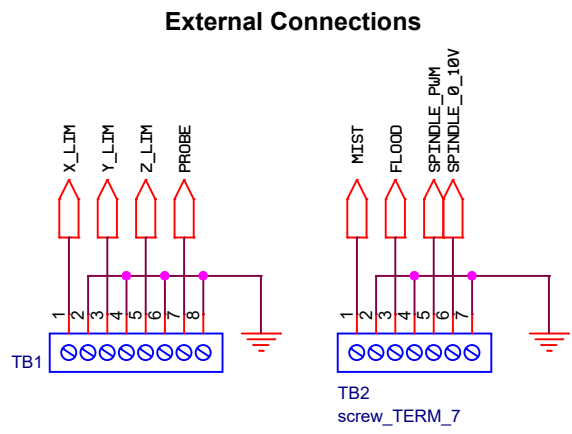 External Connections
X_LIM
Y_LIM
Z_LIM
PROBE
MIST
FLOOD
SPINDLE_PWM
SPINDLE_0_10V
1 2 3 4 5 6 7 8
1 2 3 4 5 6 7
TB1
TB2
screw_TERM_7